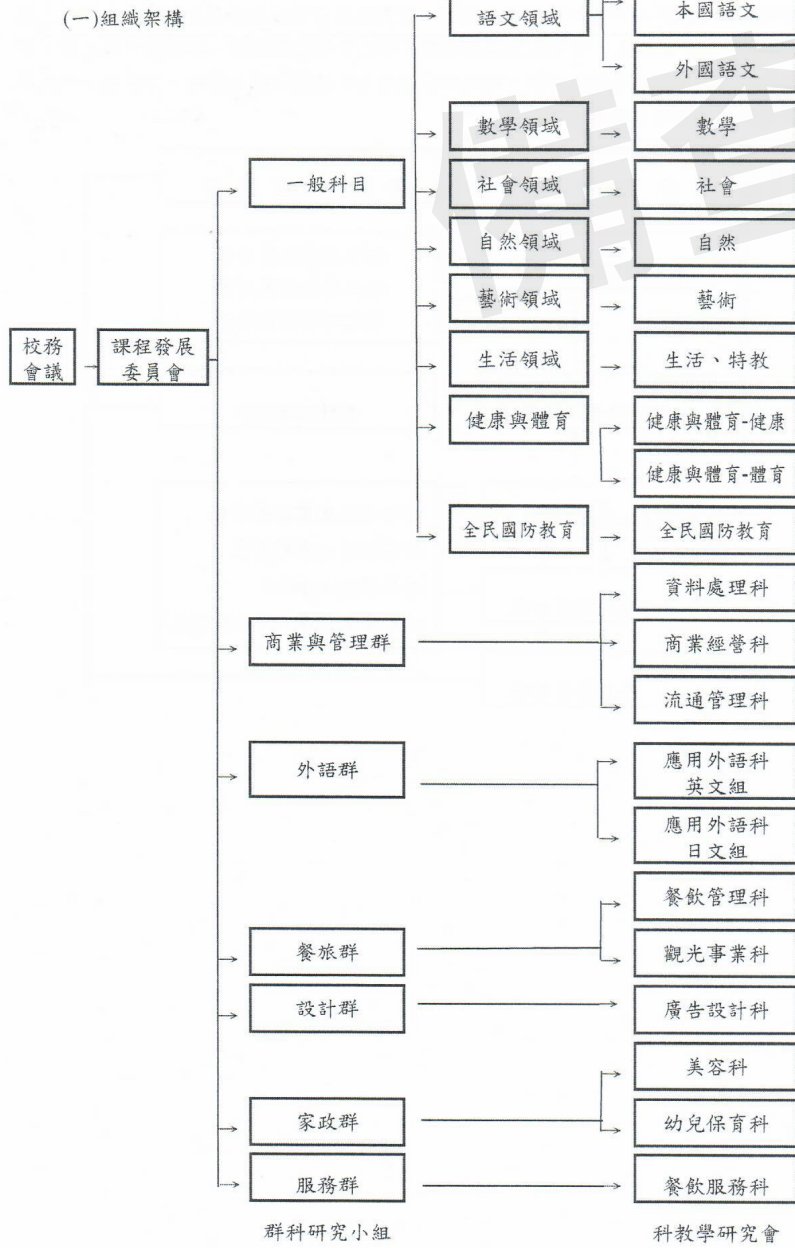 (一)組織架構
語文領域
本國語文
外國語文
數學領域
數學
一般科目
社會領域
社會
自然領域
自然
藝術領域
藝術
校務
會議
課程發展
委員會
生活領域
生活、特教
健康與體育
健康與體育-健康
健康與體育-體育
全民國防教育
全民國防教育
資料處理科
商業與管理群
商業經營科
流通管理科
外語群
應用外語科
英文組
應用外語科
日文組
餐飲管理科
餐旅群
觀光事業科
設計群
廣告設計科
美容科
家政群
幼兒保育科
服務群
餐飲服務科
群科研究小組
科教學研究會
備查